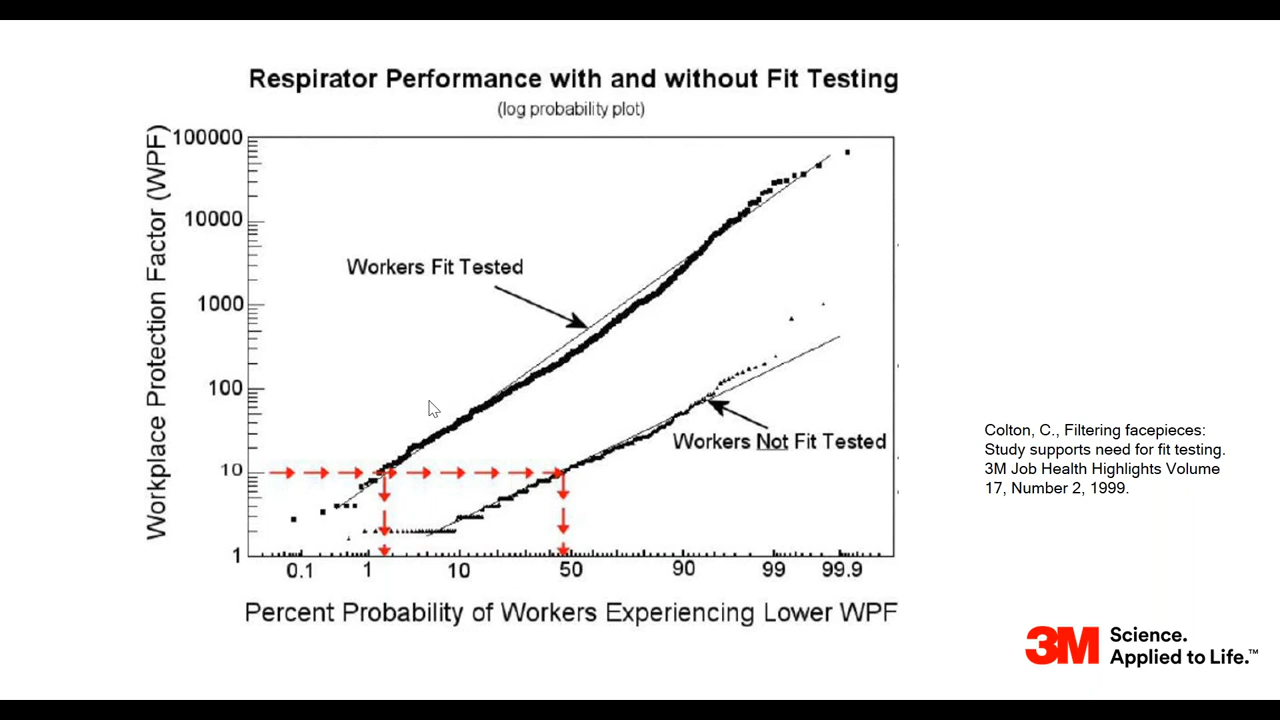 Respirator Performance with and without Fit Testing
(log probability plot)
Workplace Protection Factor (WPF)
100000
10000
1000
100
10
1
Workers Fit Tested
Workers Not Fit Tested
0.1 1 10 50 90 99 99.9
Percent Probability of Workers Experiencing Lower WPF
Colton, C., Filtering facepieces:
Study supports need for fit testing.
3M Job Health Highlights Volume
17, Number 2, 1999.
3M Science.
Applied to Life.™